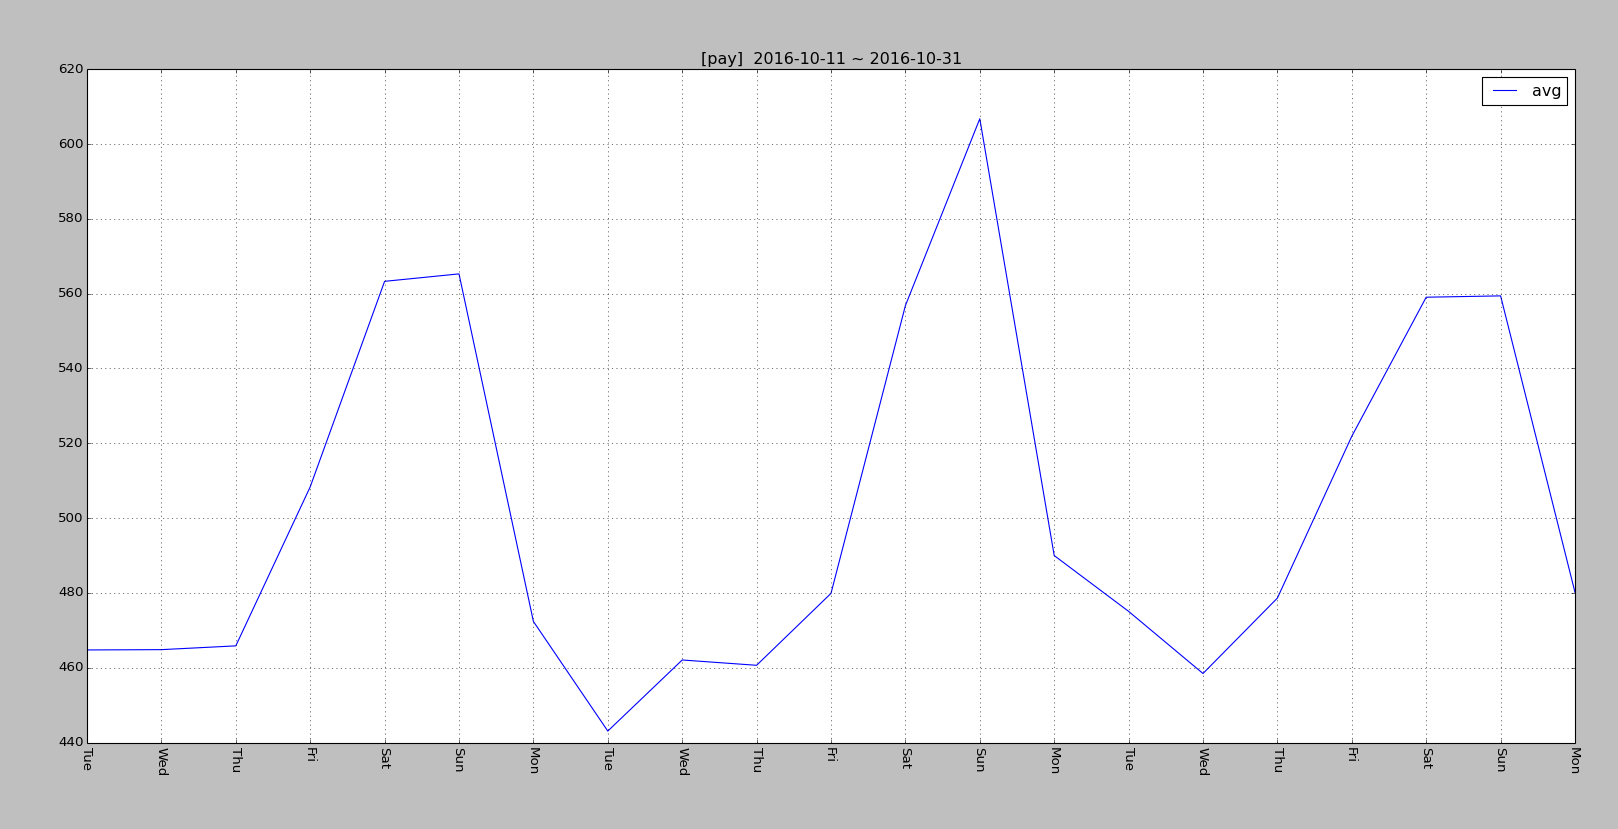 [pay]  2016-10-11 ~ 2016-10-31
avg
620
600
580
560
540
520
500
480
460
440
Tue
Wed
Thu
Fri
Sat
Sun
Mon
Tue
Wed
Thu
Fri
Sat
Sun
Mon
Tue
Wed
Thu
Fri
Sat
Sun
Mon